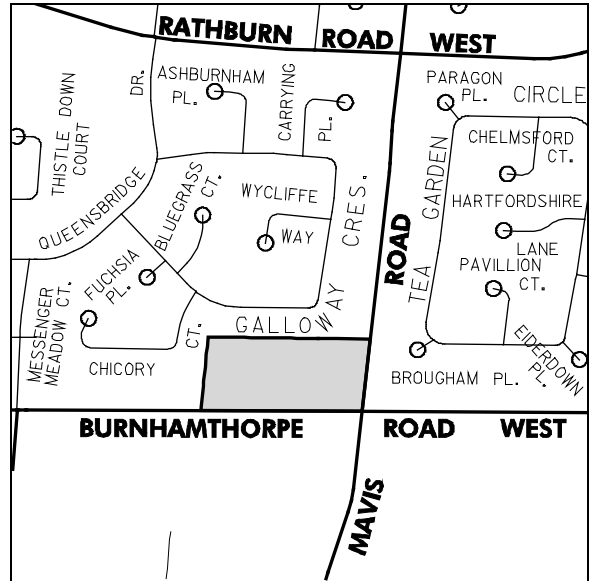 RATHBURN ROAD WEST
ASHBURNHAM
PL.
CARRYING
PL.
DR.
THISTLE DOWN
COURT
PARAGON
PL.
CIRCLE
CHELMSFORD
CT.
TEA GARDEN
HARTFORDSHIRE
LANE
PAVILLION
CT.
QUEENSBRIDGE
BLUEGRASS
CT.
WYCLIFFE
WAY
GALLOWAY CRES.
FUCHSIA
PL.
MESSENGER
MEADOW CT.
CHICORY
CT.
EIDERDOWN
PL.
BROUGHAM PL.
BURNHAMTHORPE ROAD WEST
MAVIS ROAD